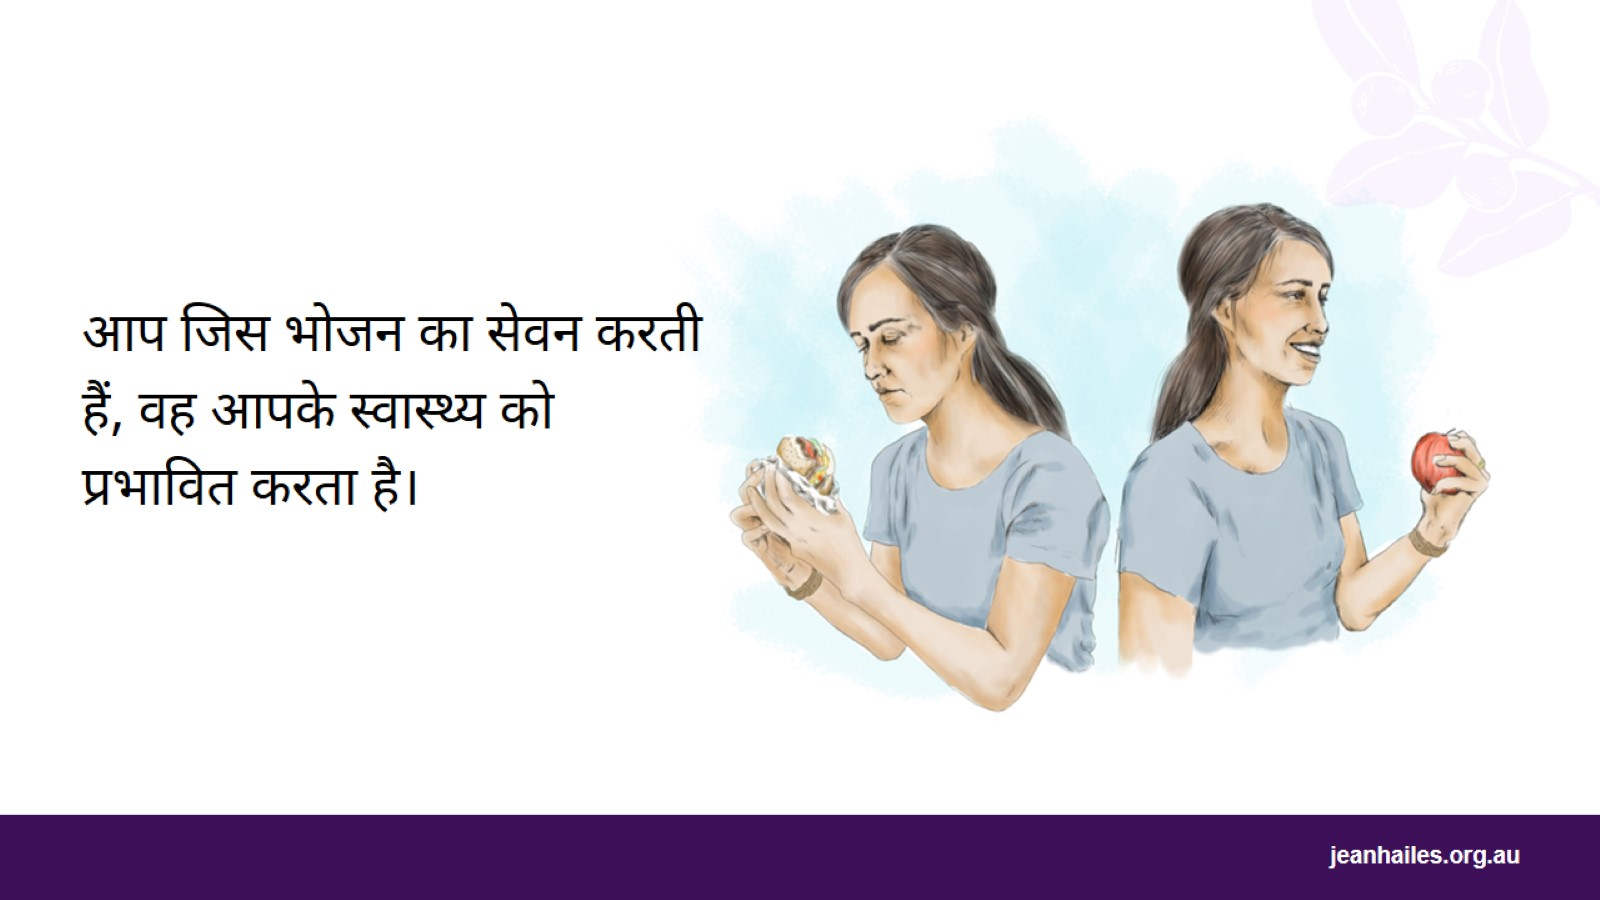 आप जिस भोजन का सेवन करती
हैं, वह आपके स्वास्थ्य को
प्रभावित करता है।
jeanhailes.org.au